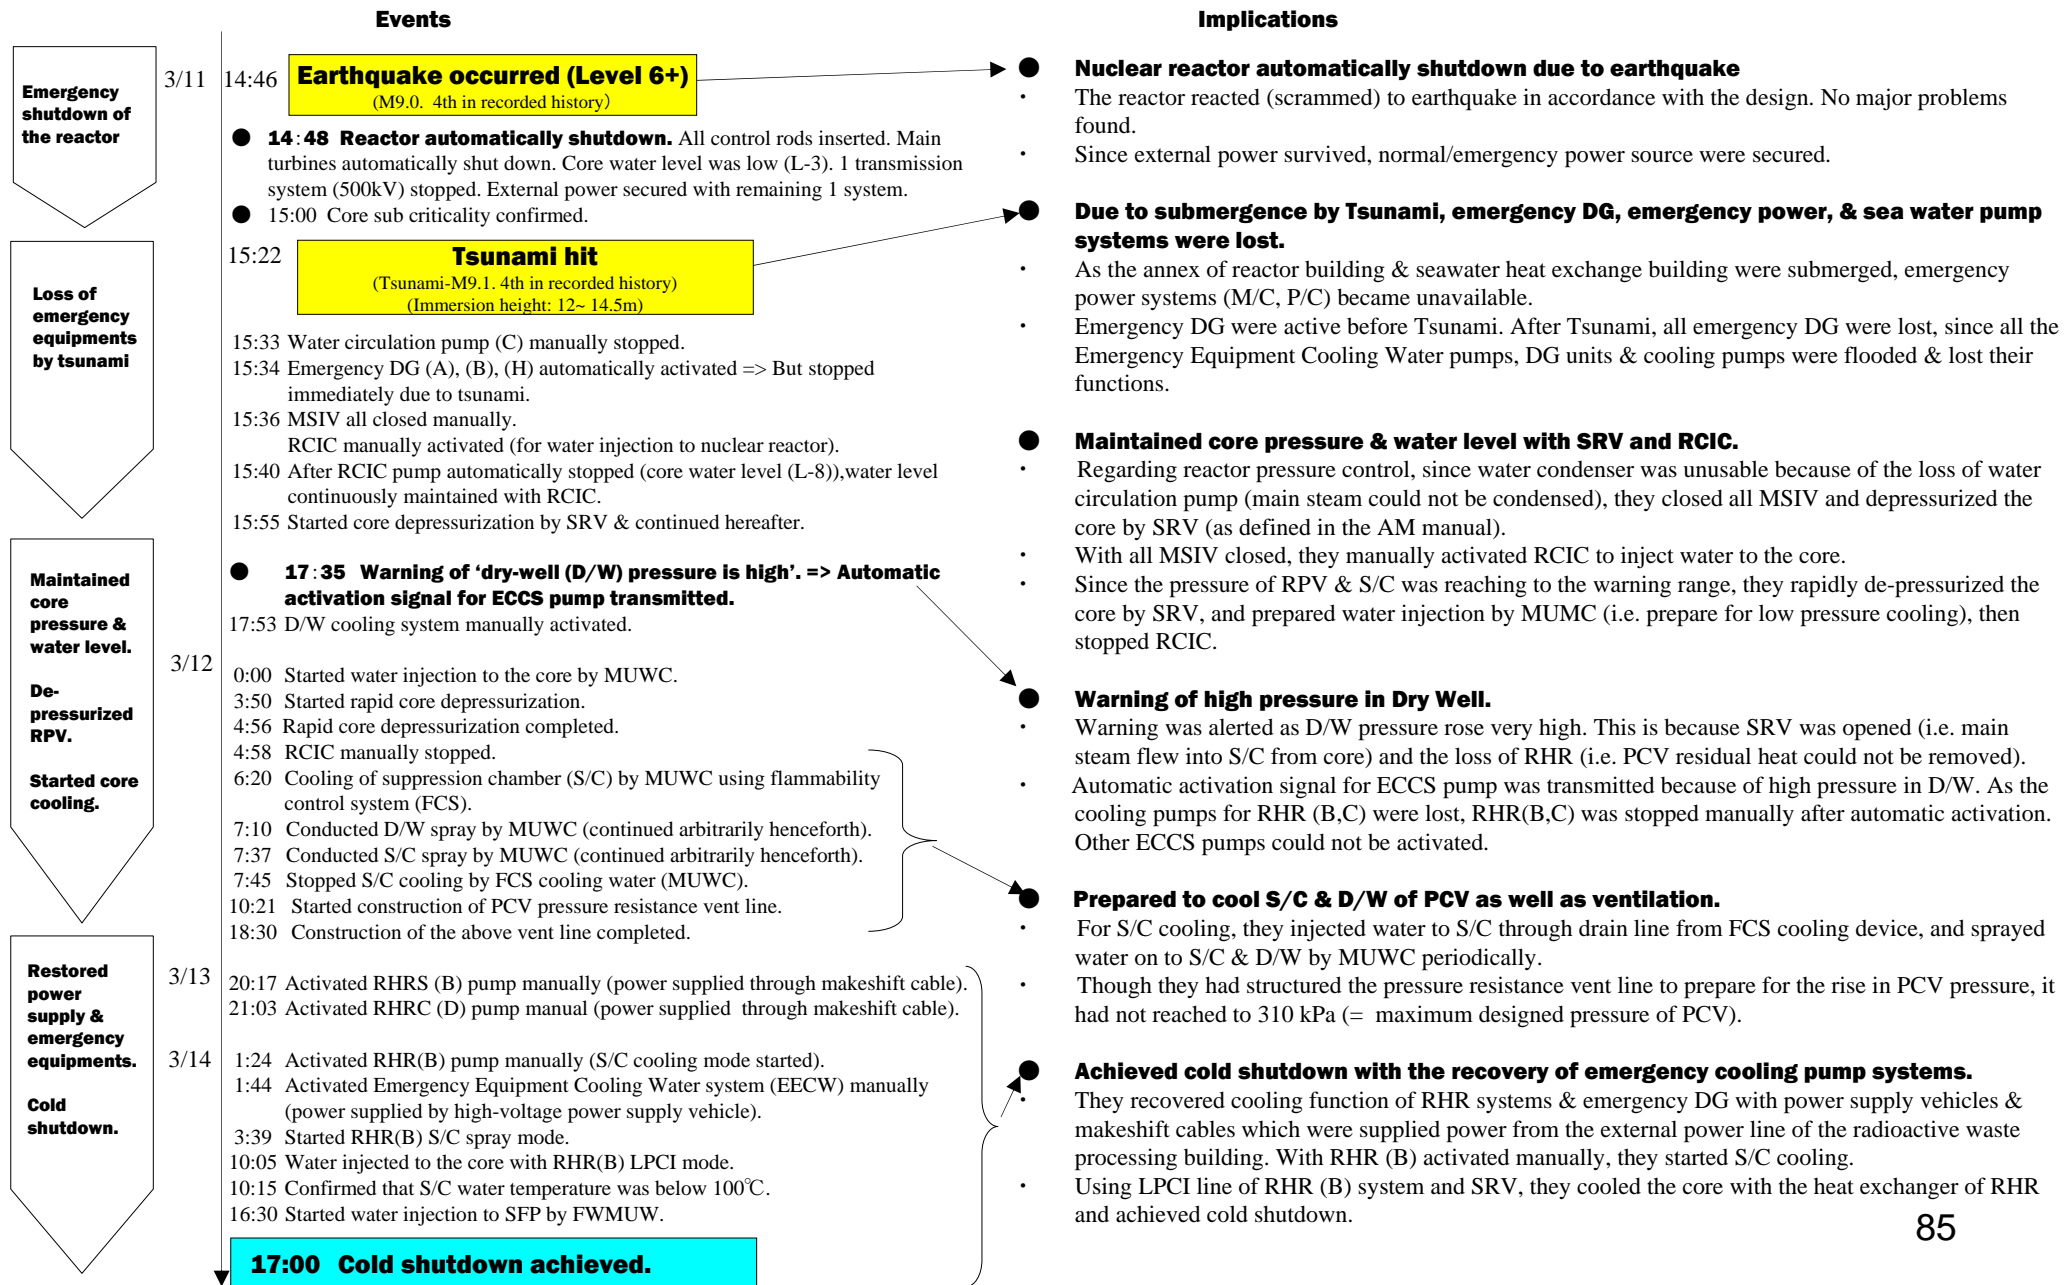 Events
Implications
Emergency
shutdown of
the reactor
3/11
14:46
Earthquake occurred (Level 6+)
(M9.0. 4th in recorded history)
● 14:48 Reactor automatically shutdown. All control rods inserted. Main
turbines automatically shut down. Core water level was low (L-3). 1 transmission
system (500kV) stopped. External power secured with remaining 1 system.
● 15:00 Core sub criticality confirmed.
Loss of
emergency
equipments
by tsunami
15:22
Tsunami hit
(Tsunami-M9.1. 4th in recorded history)
(Immersion height: 12~ 14.5m)
15:33 Water circulation pump (C) manually stopped.
15:34 Emergency DG (A), (B), (H) automatically activated => But stopped
immediately due to tsunami.
15:36 MSIV all closed manually.
RCIC manually activated (for water injection to nuclear reactor).
15:40 After RCIC pump automatically stopped (core water level (L-8)),water level
continuously maintained with RCIC.
15:55 Started core depressurization by SRV & continued hereafter.
Maintained
core
pressure &
water level.
De-
pressurized
RPV.
Started core
cooling.
● 17:35 Warning of ‘dry-well (D/W) pressure is high’. => Automatic
activation signal for ECCS pump transmitted.
17:53 D/W cooling system manually activated.
3/12
0:00 Started water injection to the core by MUWC.
3:50 Started rapid core depressurization.
4:56 Rapid core depressurization completed.
4:58 RCIC manually stopped.
6:20 Cooling of suppression chamber (S/C) by MUWC using flammability
control system (FCS).
7:10 Conducted D/W spray by MUWC (continued arbitrarily henceforth).
7:37 Conducted S/C spray by MUWC (continued arbitrarily henceforth).
7:45 Stopped S/C cooling by FCS cooling water (MUWC).
10:21 Started construction of PCV pressure resistance vent line.
18:30 Construction of the above vent line completed.
Restored
power
supply &
emergency
equipments.
Cold
shutdown.
3/13
20:17 Activated RHRS (B) pump manually (power supplied through makeshift cable).
21:03 Activated RHRC (D) pump manual (power supplied through makeshift cable).
3/14
1:24 Activated RHR(B) pump manually (S/C cooling mode started).
1:44 Activated Emergency Equipment Cooling Water system (EECW) manually
(power supplied by high-voltage power supply vehicle).
3:39 Started RHR(B) S/C spray mode.
10:05 Water injected to the core with RHR(B) LPCI mode.
10:15 Confirmed that S/C water temperature was below 100℃.
16:30 Started water injection to SFP by FWMUW.
17:00 Cold shutdown achieved.
● Nuclear reactor automatically shutdown due to earthquake
・ The reactor reacted (scrammed) to earthquake in accordance with the design. No major problems
found.
・ Since external power survived, normal/emergency power source were secured.
● Due to submergence by Tsunami, emergency DG, emergency power, & sea water pump
systems were lost.
・ As the annex of reactor building & seawater heat exchange building were submerged, emergency
power systems (M/C, P/C) became unavailable.
・ Emergency DG were active before Tsunami. After Tsunami, all emergency DG were lost, since all the
Emergency Equipment Cooling Water pumps, DG units & cooling pumps were flooded & lost their
functions.
● Maintained core pressure & water level with SRV and RCIC.
・ Regarding reactor pressure control, since water condenser was unusable because of the loss of water
circulation pump (main steam could not be condensed), they closed all MSIV and depressurized the
core by SRV (as defined in the AM manual).
・ With all MSIV closed, they manually activated RCIC to inject water to the core.
・ Since the pressure of RPV & S/C was reaching to the warning range, they rapidly de-pressurized the
core by SRV, and prepared water injection by MUMC (i.e. prepare for low pressure cooling), then
stopped RCIC.
● Warning of high pressure in Dry Well.
・ Warning was alerted as D/W pressure rose very high. This is because SRV was opened (i.e. main
steam flew into S/C from core) and the loss of RHR (i.e. PCV residual heat could not be removed).
・ Automatic activation signal for ECCS pump was transmitted because of high pressure in D/W. As the
cooling pumps for RHR (B,C) were lost, RHR(B,C) was stopped manually after automatic activation.
Other ECCS pumps could not be activated.
● Prepared to cool S/C & D/W of PCV as well as ventilation.
・ For S/C cooling, they injected water to S/C through drain line from FCS cooling device, and sprayed
water on to S/C & D/W by MUWC periodically.
・ Though they had structured the pressure resistance vent line to prepare for the rise in PCV pressure, it
had not reached to 310 kPa (= maximum designed pressure of PCV).
● Achieved cold shutdown with the recovery of emergency cooling pump systems.
・ They recovered cooling function of RHR systems & emergency DG with power supply vehicles &
makeshift cables which were supplied power from the external power line of the radioactive waste
processing building. With RHR (B) activated manually, they started S/C cooling.
・ Using LPCI line of RHR (B) system and SRV, they cooled the core with the heat exchanger of RHR
and achieved cold shutdown.
85